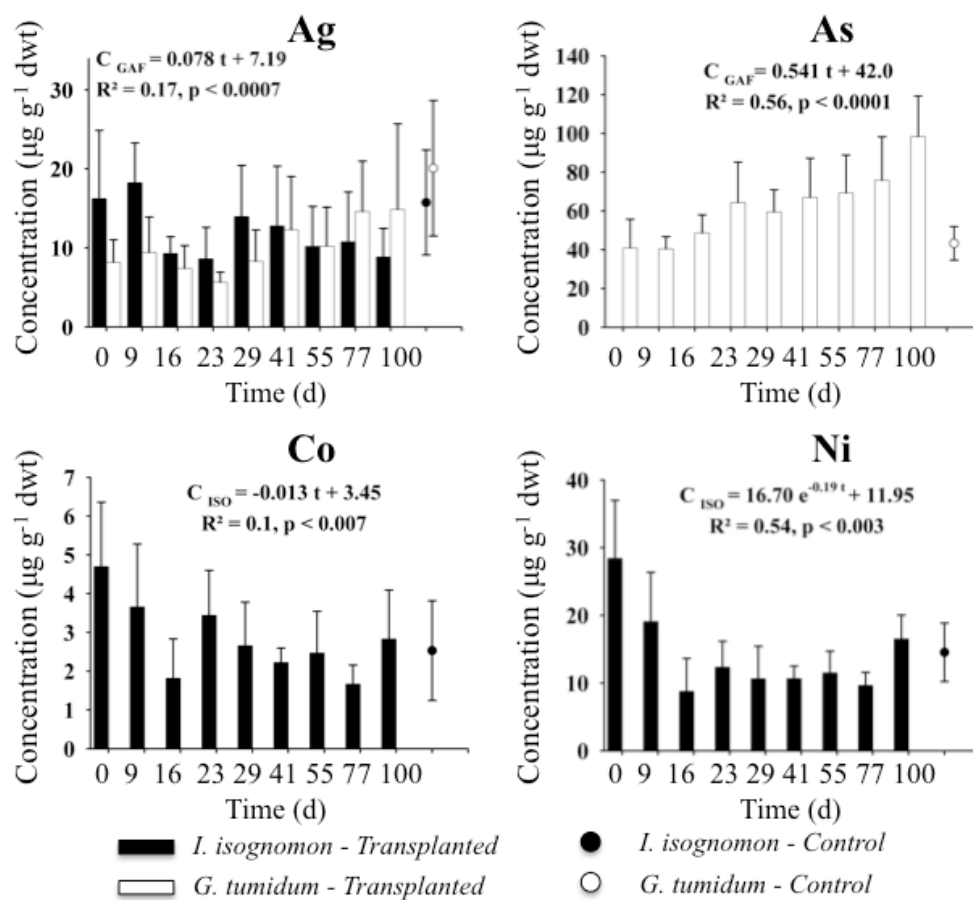 Ag
C GAF = 0.078 t + 7.19
R² = 0.17, p < 0.0007
Concentration (µg g⁻¹ dwt)
30
20
10
0
0 9 16 23 29 41 55 77 100
Time (d)
As
C GAF = 0.541 t + 42.0
R² = 0.56, p < 0.0001
Concentration (µg g⁻¹ dwt)
140
120
100
80
60
40
20
0
0 9 16 23 29 41 55 77 100
Time (d)
Co
C ISO = -0.013 t + 3.45
R² = 0.1, p < 0.007
Concentration (µg g⁻¹ dwt)
7
6
5
4
3
2
1
0
0 9 16 23 29 41 55 77 100
Time (d)
Ni
C ISO = 16.70 e⁻⁰·¹⁹ ᵗ + 11.95
R² = 0.54, p < 0.003
Concentration (µg g⁻¹ dwt)
40
30
20
10
0
0 9 16 23 29 41 55 77 100
Time (d)
I. isognomon - Transplanted
I. isognomon - Control
G. tumidum - Transplanted
G. tumidum - Control